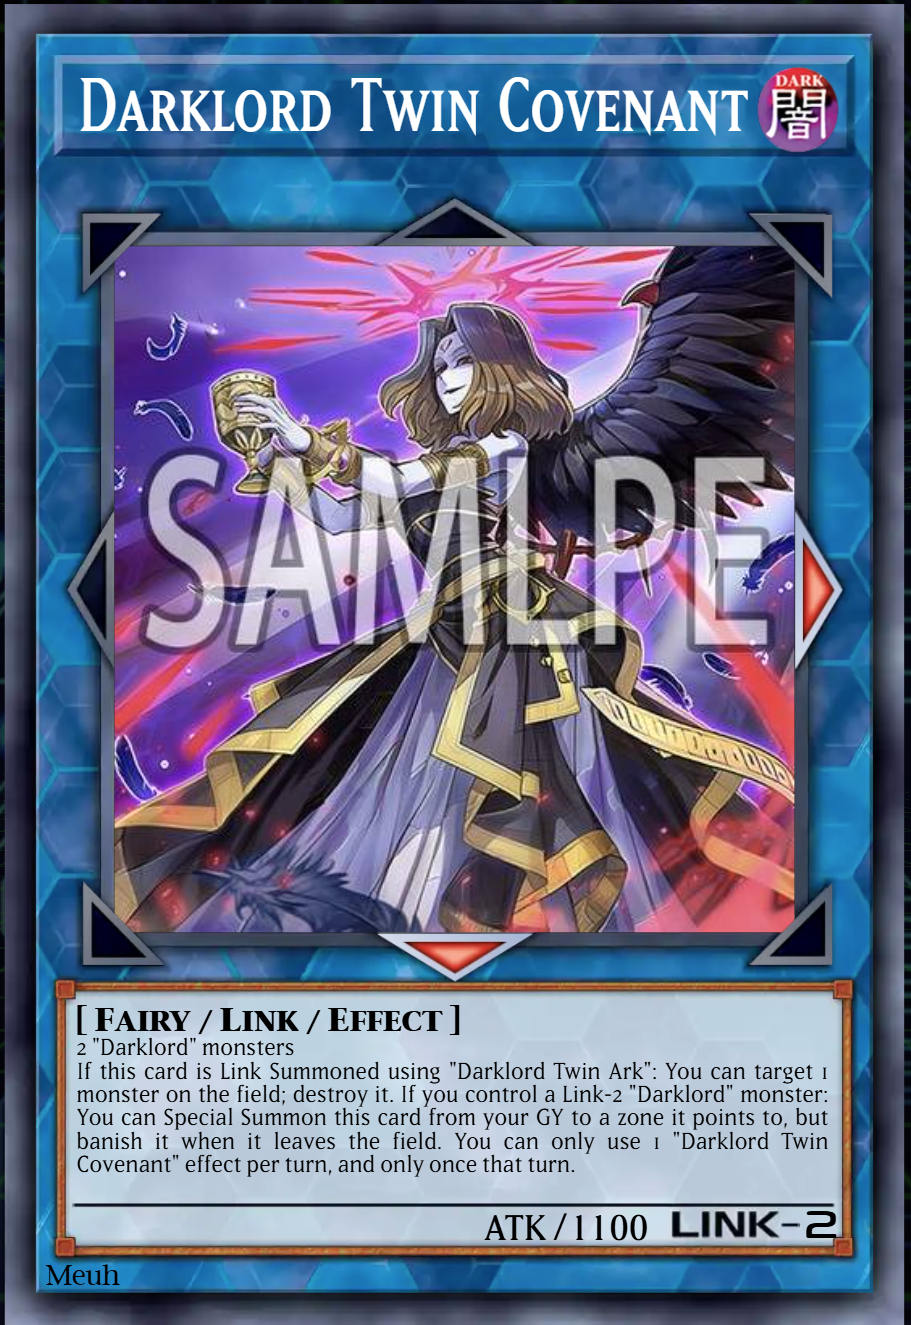 Darklord Twin Covenant
DARK
闇
SAMLPE
[ Fairy / Link / Effect ]
2 "Darklord" monsters
If this card is Link Summoned using "Darklord Twin Ark": You can target 1
monster on the field; destroy it. If you control a Link-2 "Darklord" monster:
You can Special Summon this card from your GY to a zone it points to, but
banish it when it leaves the field. You can only use 1 "Darklord Twin
Covenant" effect per turn, and only once that turn.
ATK/1100 LINK-2
Meuh